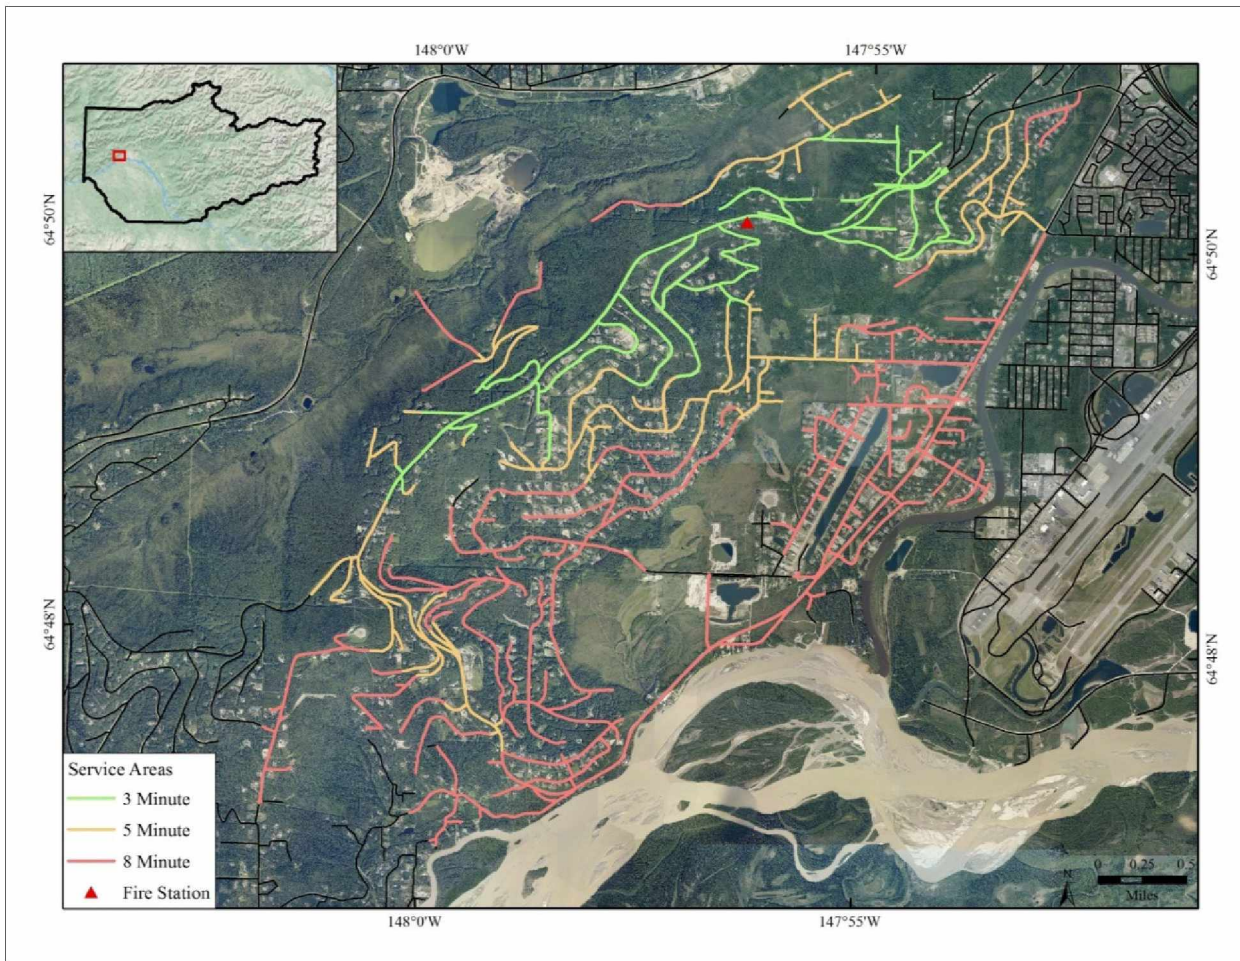 148°0'W
147°55'W
64°50'N
64°50'N
64°48'N
64°48'N
Service Areas
3 Minute
5 Minute
8 Minute
Fire Station
N
0 0.25 0.5
Miles
148°0'W
147°55'W